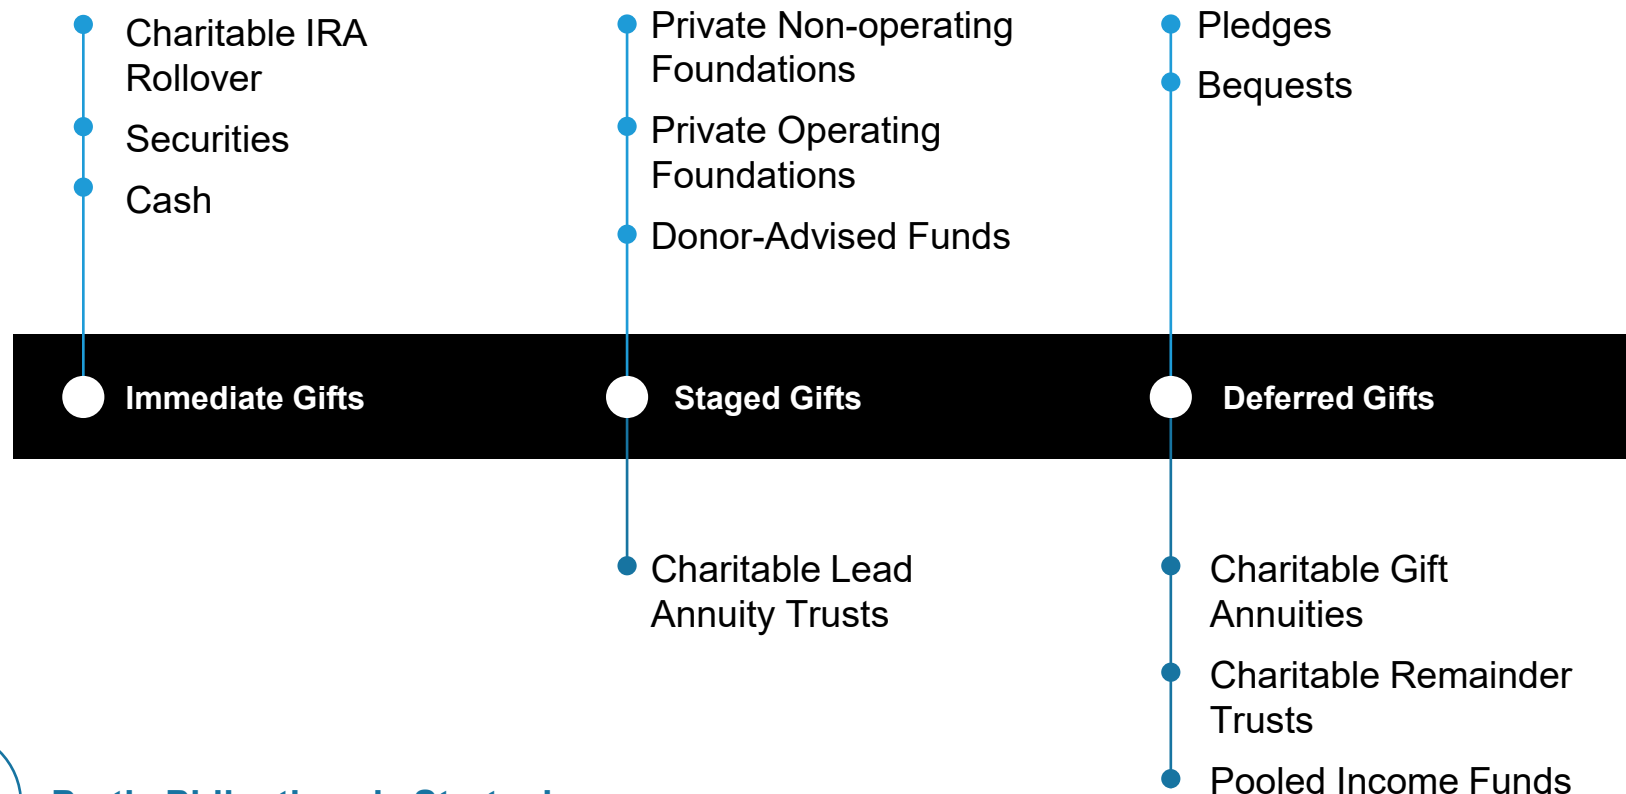 Charitable IRA
Rollover
Securities
Cash
Private Non-operating
Foundations
Private Operating
Foundations
Donor-Advised Funds
Pledges
Bequests
Immediate Gifts
Staged Gifts
Deferred Gifts
Charitable Lead
Annuity Trusts
Charitable Gift
Annuities
Charitable Remainder
Trusts
Pooled Income Funds